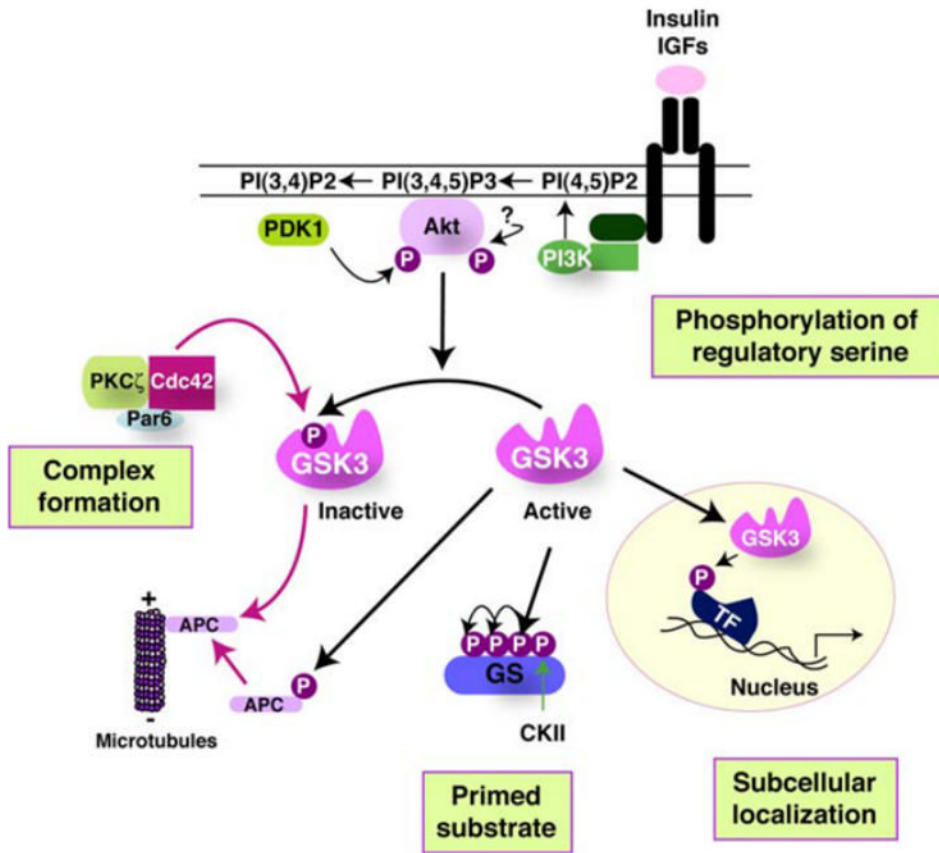 Insulin
IGFs
PI(3,4)P2
PI(3,4,5)P3
PI(4,5)P2
PDK1
Akt
?
PI3K
P
P
Phosphorylation of
regulatory serine
PKCζ
Cdc42
Par6
Complex
formation
P
GSK3
Inactive
GSK3
Active
GSK3
P
TF
Nucleus
+
APC
-
Microtubules
P
APC
P P P P
GS
CKII
Primed
substrate
Subcellular
localization